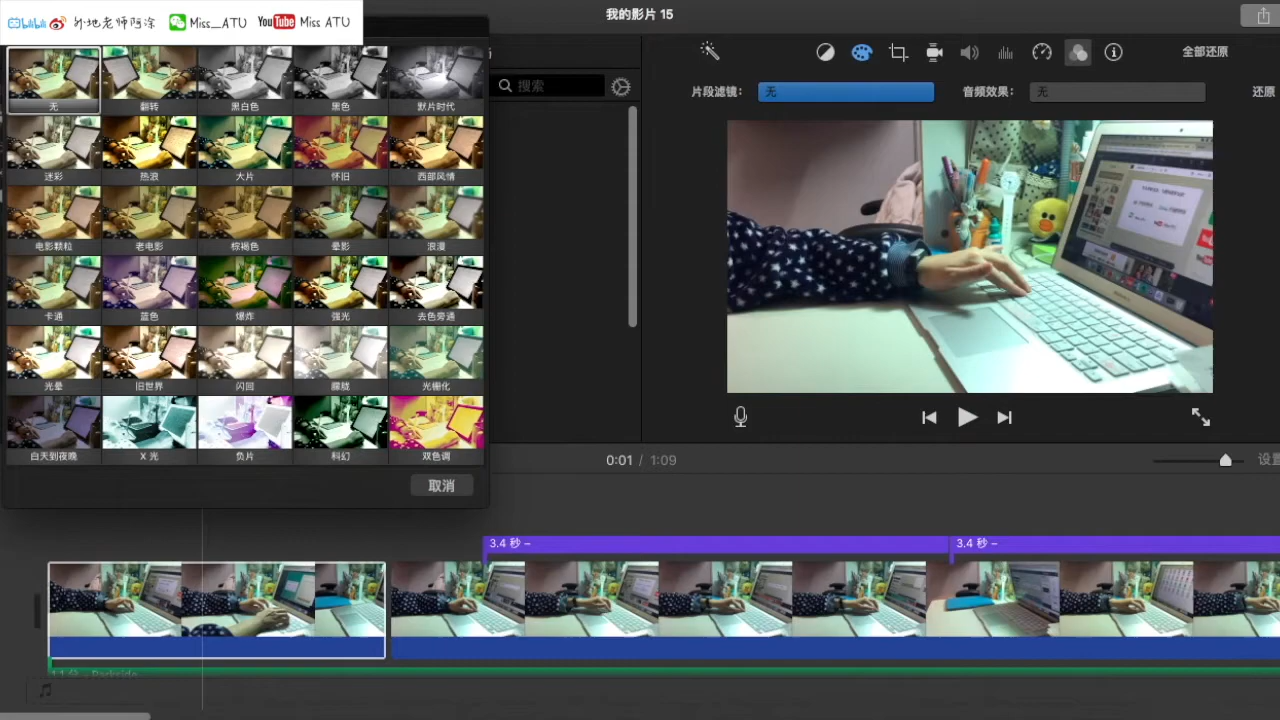 bilibili 外地老师阿涂 Miss_ATU YouTube Miss ATU
我的影片 15
搜索
全部还原
片段滤镜： 无 音频效果： 无 还原
无 翻转 黑白色 黑色 默片时代
迷彩 热浪 大片 怀旧 西部风情
电影颗粒 老电影 棕褐色 晕影 浪漫
卡通 蓝色 爆炸 强光 去色旁通
光晕 旧世界 闪回 朦胧 光栅化
白天到夜晚 X 光 负片 科幻 双色调
取消
0:01 / 1:09
设置
3.4 秒 – 3.4 秒 –
1.1 分 – Parkside